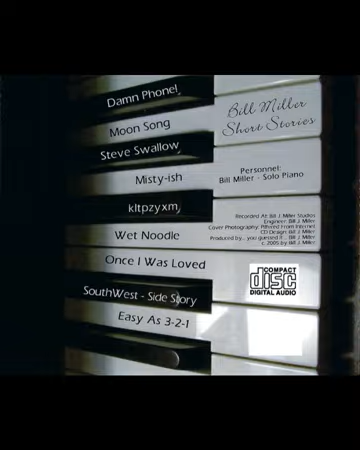 Damn Phone!
Moon Song
Steve Swallow
Misty-ish
kltpzyxm
Wet Noodle
Once I Was Loved
SouthWest - Side Story
Easy As 3-2-1
Bill Miller
Short Stories
Personnel:
Bill Miller - Solo Piano
Recorded At: Bill J. Miller Studios
Engineer: Bill J. Miller
Cover Photography: Pilfered From Internet
CD Design: Bill J. Miller
Produced by... you guessed it... Bill J. Miller
c. 2005 by Bill J. Miller
COMPACT
disc
DIGITAL AUDIO